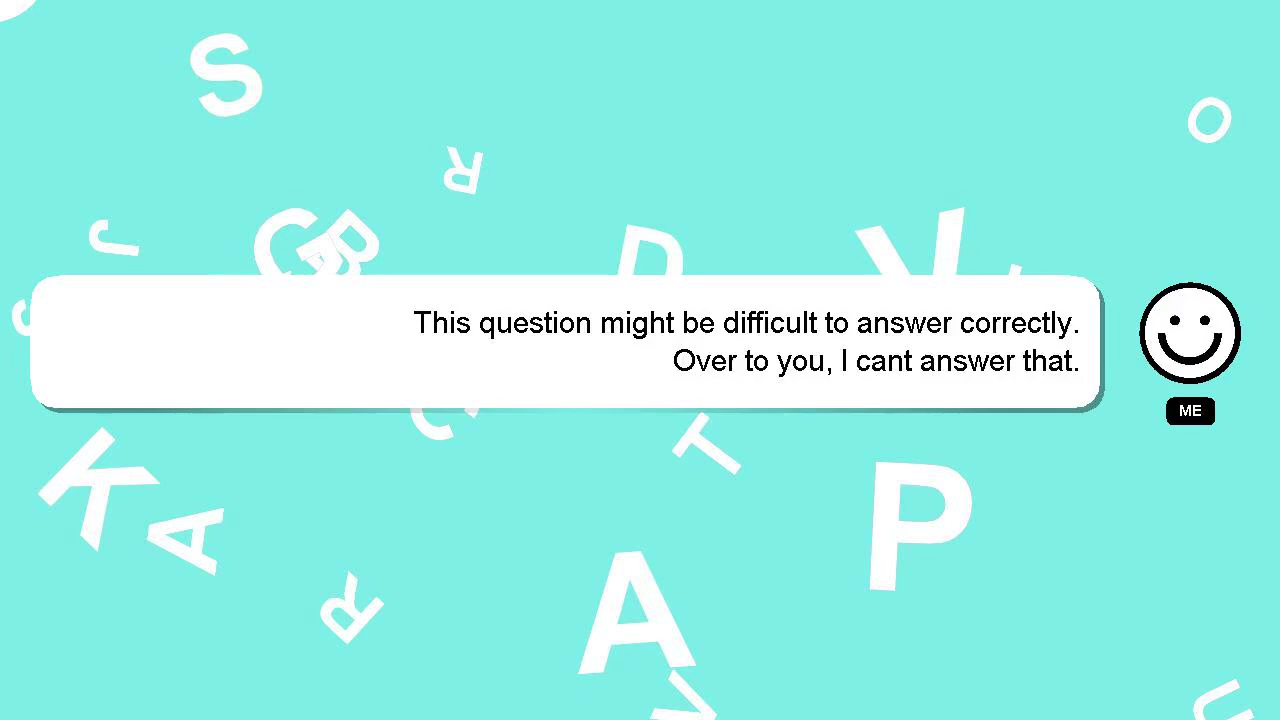 S
O
R
J
G
B
D
V
S
This question might be difficult to answer correctly.
Over to you, I cant answer that.
ME
T
K
P
A
R
A
U